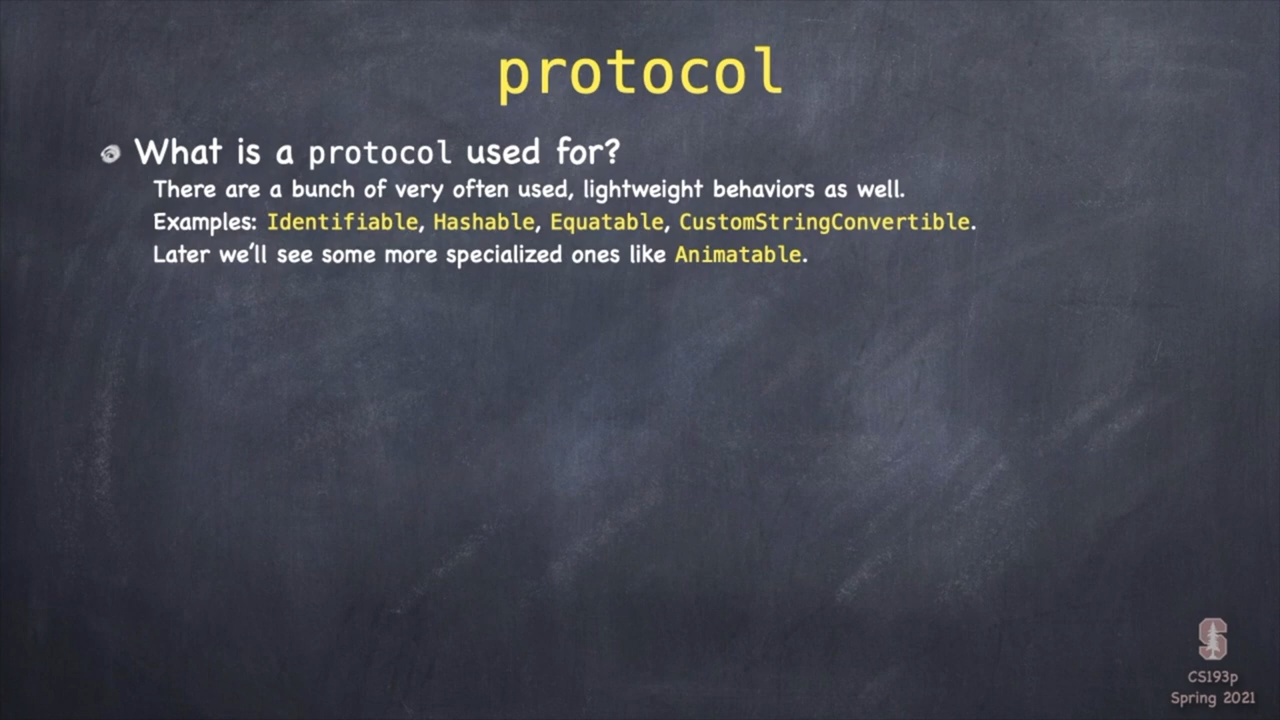 protocol
What is a protocol used for?
There are a bunch of very often used, lightweight behaviors as well.
Examples: Identifiable, Hashable, Equatable, CustomStringConvertible.
Later we'll see some more specialized ones like Animatable.
S
CS193p
Spring 2021